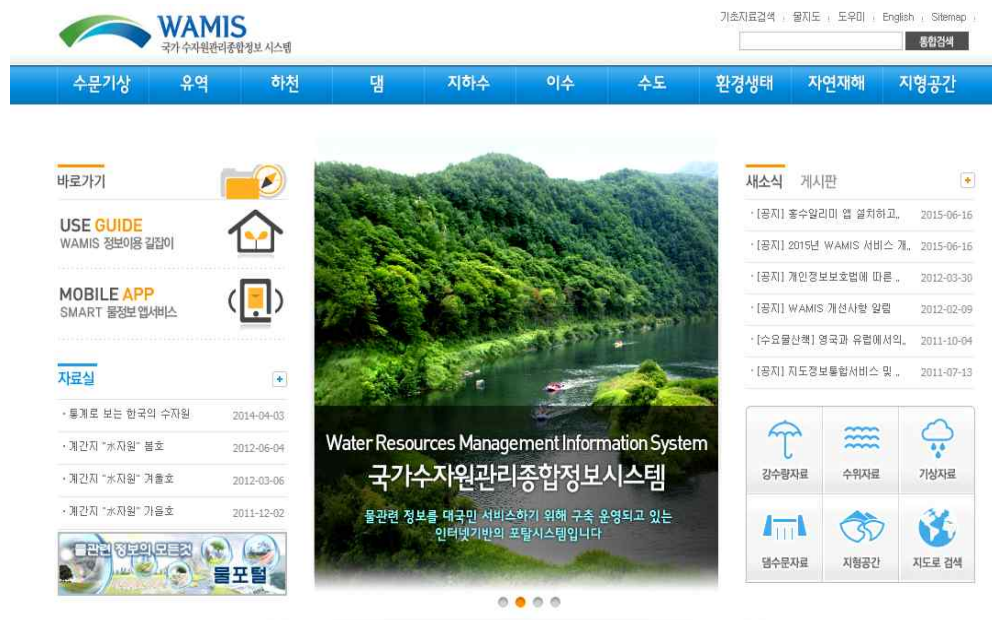 기초자료검색 | 물지도 | 도우미 | English | Sitemap
WAMIS
국가 수자원관리종합정보 시스템
통합검색
수문기상 유역 하천 댐 지하수 이수 수도 환경생태 자연재해 지형공간
바로가기
USE GUIDE
WAMIS 정보이용 길잡이
MOBILE APP
SMART 물정보 앱서비스
자료실
· 통계로 보는 한국의 수자원 2014-04-03
· 계간지 "水자원" 봄호 2012-06-04
· 계간지 "水자원" 겨울호 2012-03-06
· 계간지 "水자원" 가을호 2011-12-02
물관련 정보의 모든것
물포털
Water Resources Management Information System
국가수자원관리종합정보시스템
물관련 정보를 대국민 서비스하기 위해 구축 운영되고 있는
인터넷기반의 포탈시스템입니다
새소식 게시판
· [공지] 홍수알리미 앱 설치하고,, 2015-06-16
· [공지] 2015년 WAMIS 서비스 개,, 2015-06-16
· [공지] 개인정보보호법에 따른 ,, 2012-03-30
· [공지] WAMIS 개선사항 알림 2012-02-09
· [수요물산책] 영국과 유럽에서의,, 2011-10-04
· [공지] 지도정보통합서비스 및 ,, 2011-07-13
강수량자료 수위자료 기상자료
댐수문자료 지형공간 지도로 검색